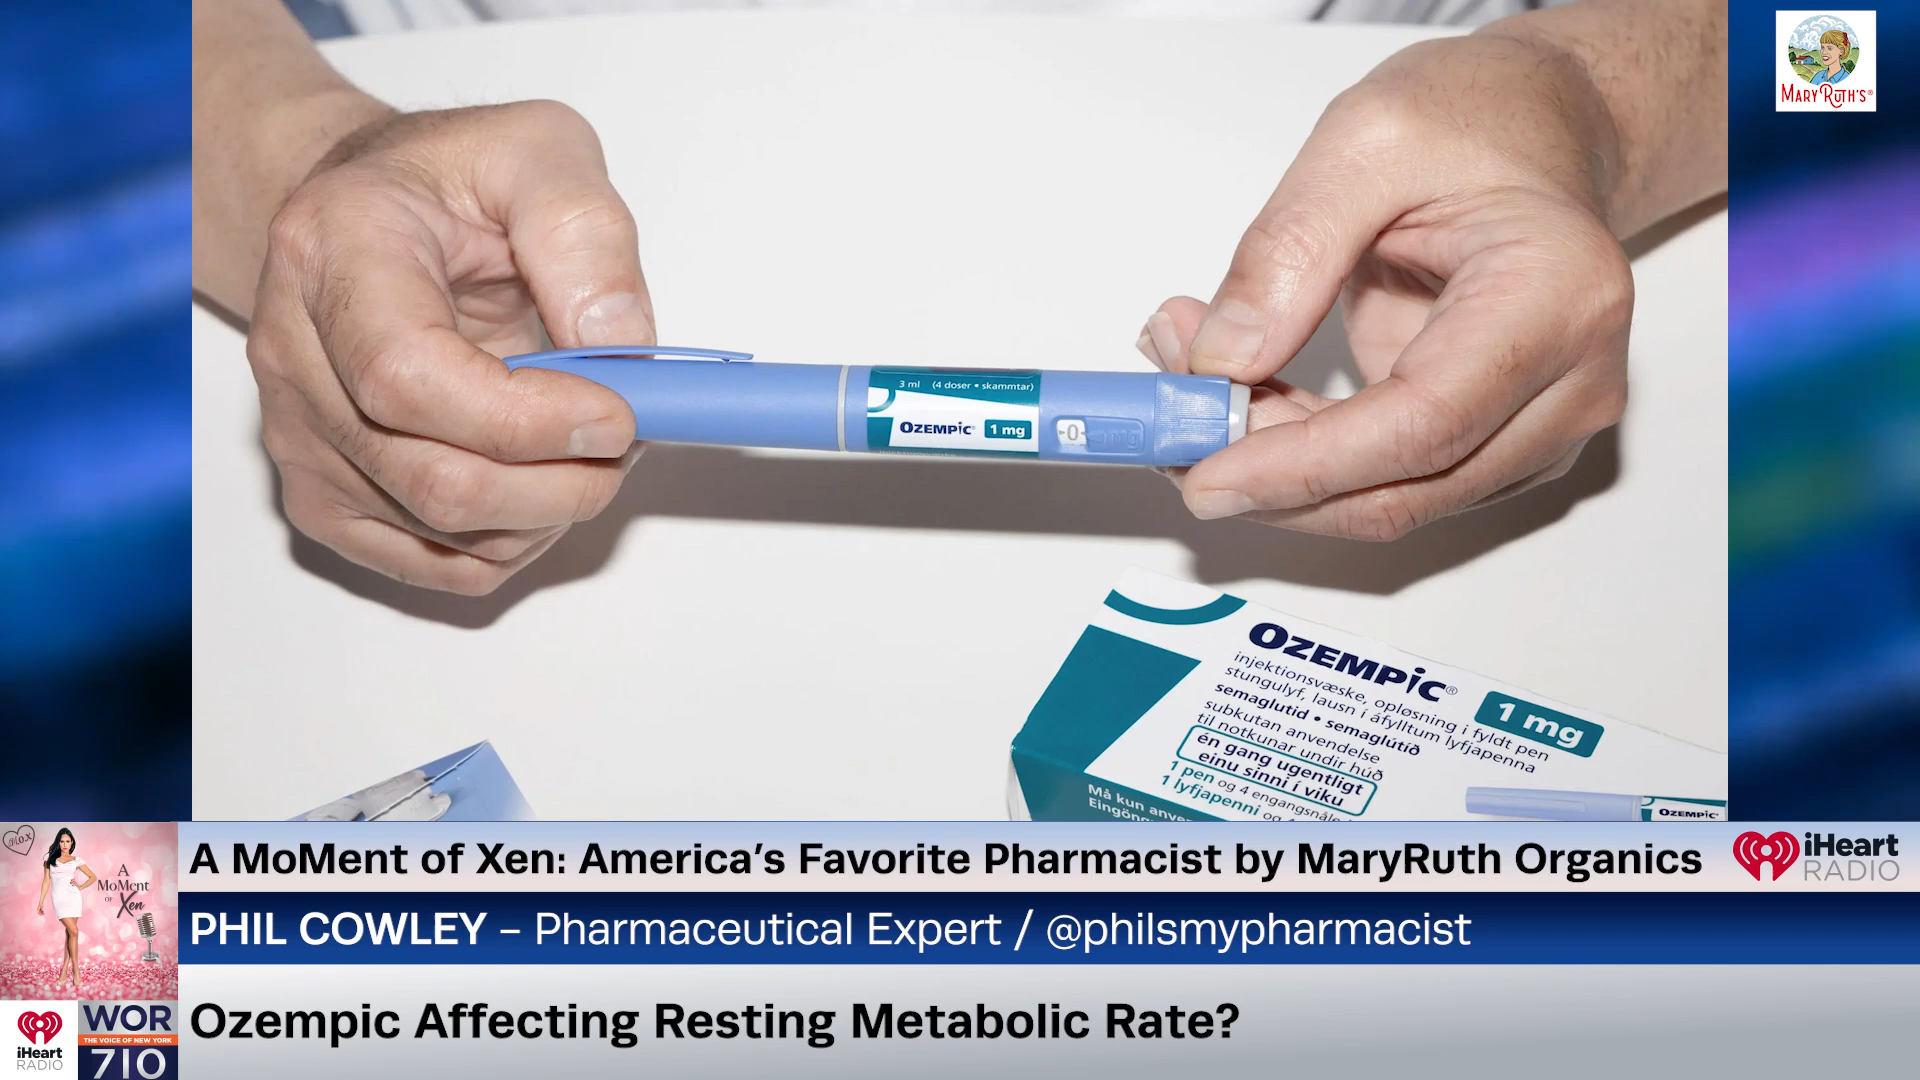 MARYRUTH'S®
3 ml (4 doser • skammtar)
OZEMPIC® 1 mg
0
OZEMPIC® 1 mg
injektionsvæske, opløsning i fyldt pen
stungulyf, lausn í áfylltum lyfjapenna
semaglutid • semaglútíð
subkutan anvendelse
til notkunar undir húð
én gang ugentligt
einu sinni í viku
1 pen og 4 engangsnåle
1 lyfjapenni og 4
Må kun anve
Eingöng
OZEMPIC®
M.O.X
A
MoMent
OF
Xen
A MoMent of Xen: America's Favorite Pharmacist by MaryRuth Organics
iHeart
RADIO
PHIL COWLEY – Pharmaceutical Expert / @philsmypharmacist
iHeart
RADIO
WOR
THE VOICE OF NEW YORK
710
Ozempic Affecting Resting Metabolic Rate?